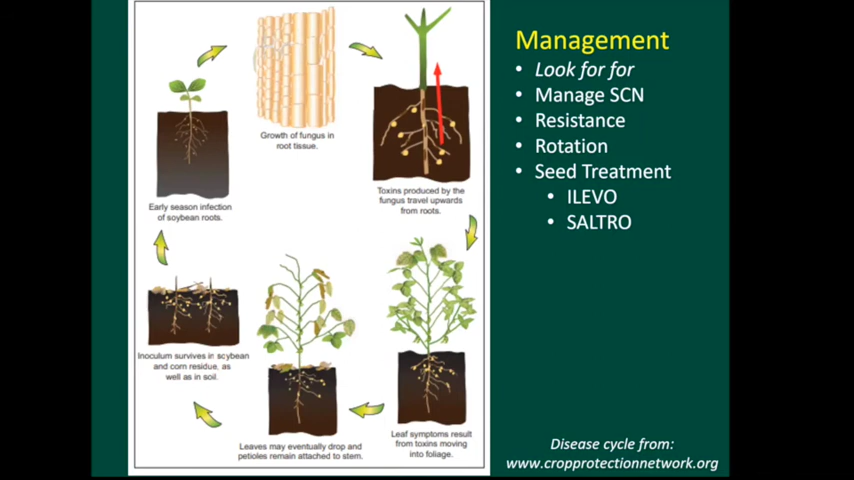 Growth of fungus in
root tissue.
Toxins produced by the
fungus travel upwards
from roots.
Early season infection
of soybean roots.
Inoculum survives in soybean
and corn residue, as
well as in soil.
Leaves may eventually drop and
petioles remain attached to stem.
Leaf symptoms result
from toxins moving
into foliage.
Management
• Look for for
• Manage SCN
• Resistance
• Rotation
• Seed Treatment
• ILEVO
• SALTRO
Disease cycle from:
www.cropprotectionnetwork.org